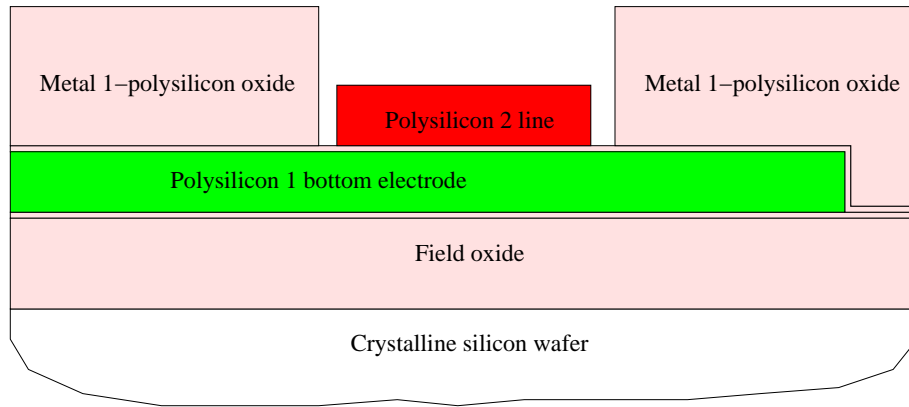 Metal 1−polysilicon oxide
Metal 1−polysilicon oxide
Polysilicon 2 line
Polysilicon 1 bottom electrode
Field oxide
Crystalline silicon wafer